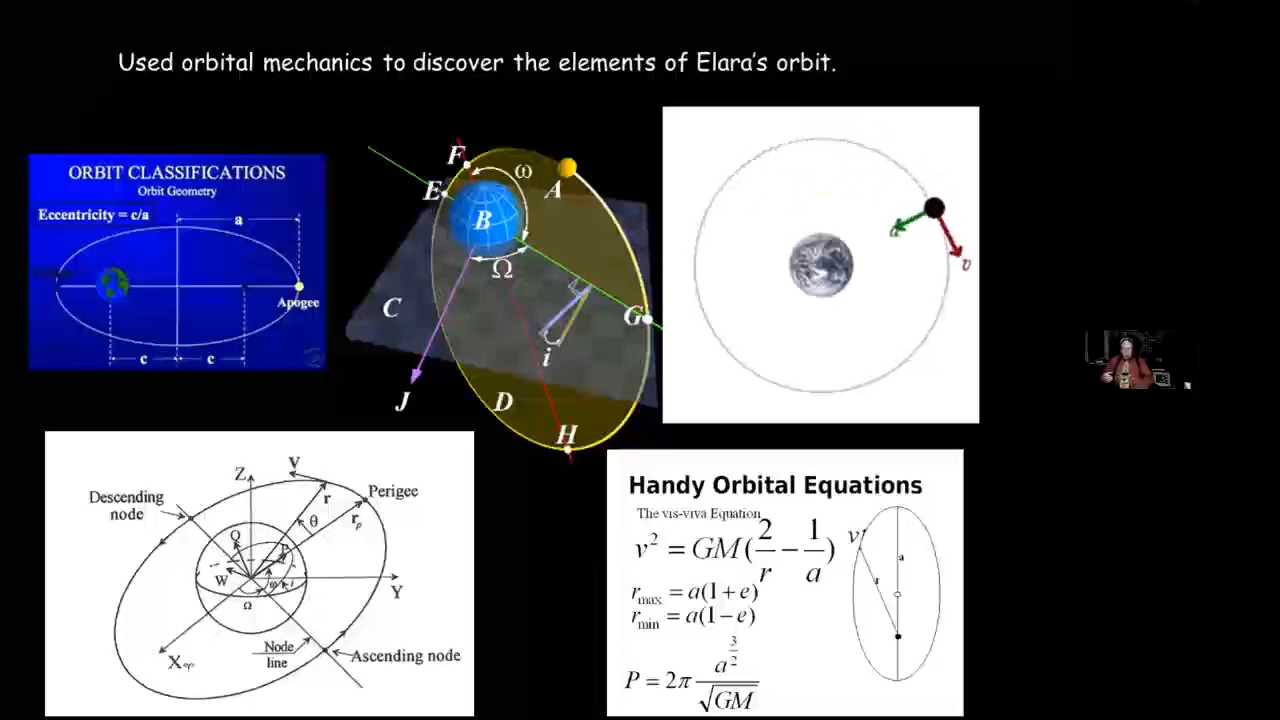 Used orbital mechanics to discover the elements of Elara's orbit.
ORBIT CLASSIFICATIONS
Orbit Geometry
Eccentricity = c/a
a
Apogee
c
c
F
ω
A
E
B
Ω
C
G
i
J
D
H
a
v
Z
V
Descending
node
r
Perigee
θ
r_p
Q
P
W
ω
i
Y
Ω
Node
line
X
Ascending node
Handy Orbital Equations
The vis-viva Equation
v² = GM(2/r − 1/a)
r_max = a(1 + e)
r_min = a(1 − e)
P = 2π a^(3/2)/√GM
v
a
r